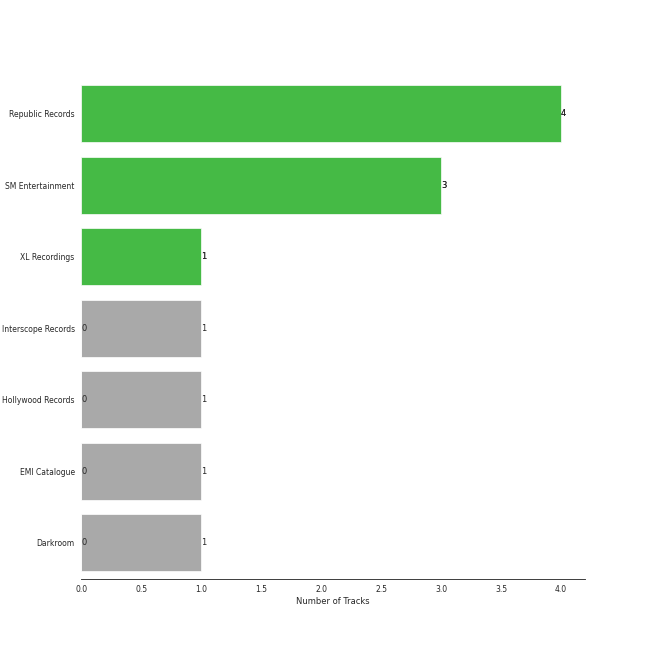 Republic Records 4
SM Entertainment 3
XL Recordings 1
Interscope Records 0 1
Hollywood Records 0 1
EMI Catalogue 0 1
Darkroom 0 1
0.0 0.5 1.0 1.5 2.0 2.5 3.0 3.5 4.0
Number of Tracks